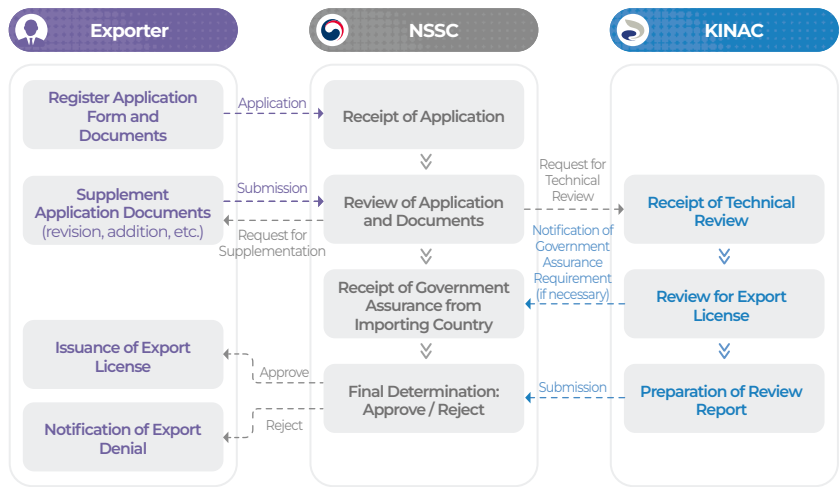 Exporter
NSSC
KINAC
Register Application
Form and
Documents
Application
Receipt of Application
Supplement
Application Documents
(revision, addition, etc.)
Submission
Request for
Supplementation
Review of Application
and Documents
Request for
Technical
Review
Receipt of Technical
Review
Notification of
Government
Assurance
Requirement
(if necessary)
Receipt of Government
Assurance from
Importing Country
Review for Export
License
Issuance of Export
License
Approve
Final Determination:
Approve / Reject
Submission
Preparation of Review
Report
Notification of Export
Denial
Reject